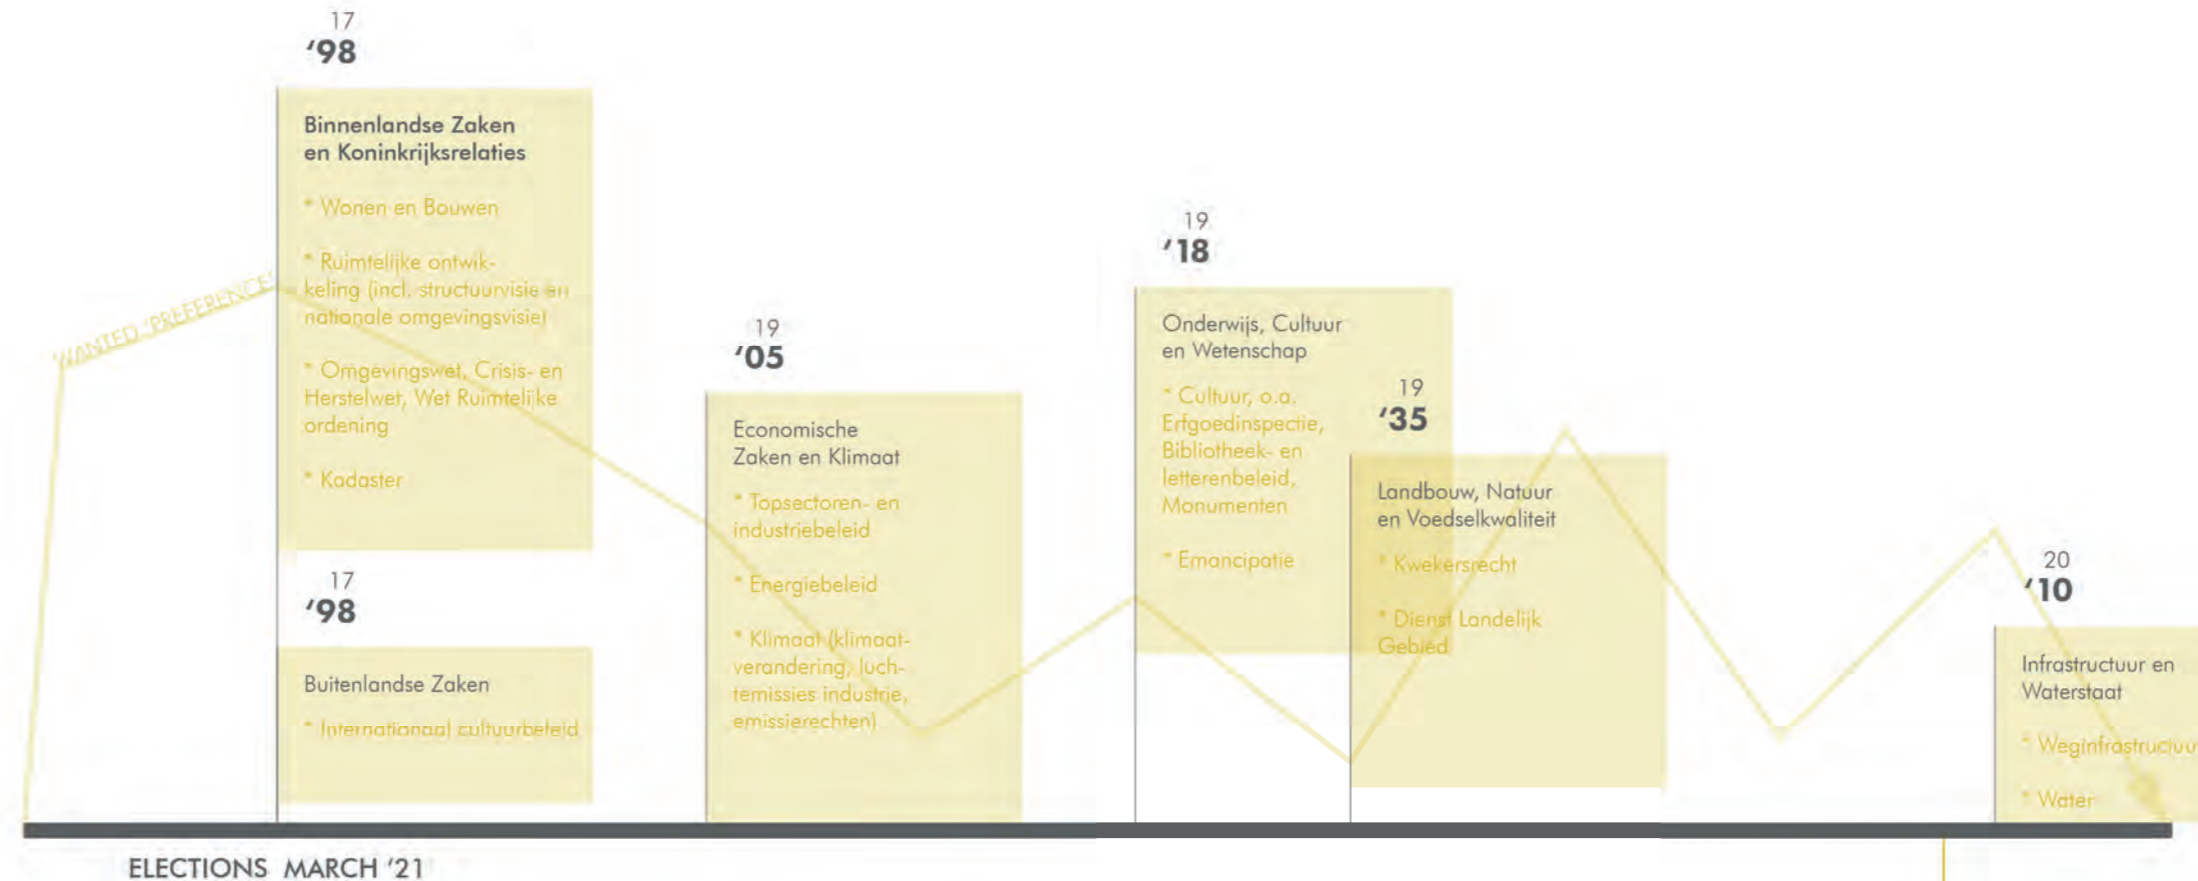 17
‘98
Binnenlandse Zaken
en Koninkrijksrelaties
* Wonen en Bouwen
* Ruimtelijke ontwik-
keling (incl. structuurvisie en
nationale omgevingsvisie)
* Omgevingswet, Crisis- en
Herstelwet, Wet Ruimtelijke
ordening
* Kadaster
WANTED ‘PREFERENCE’
17
‘98
Buitenlandse Zaken
* Internationaal cultuurbeleid
19
‘05
Economische
Zaken en Klimaat
* Topsectoren- en
industriebeleid
* Energiebeleid
* Klimaat (klimaat-
verandering, luch-
temissies industrie,
emissierechten)
19
‘18
Onderwijs, Cultuur
en Wetenschap
* Cultuur, o.a.
Erfgoedinspectie,
Bibliotheek- en
letterenbeleid,
Monumenten
* Emancipatie
19
‘35
Landbouw, Natuur
en Voedselkwaliteit
* Kwekersrecht
* Dienst Landelijk
Gebied
20
‘10
Infrastructuur en
Waterstaat
* Weginfrastructuu
* Water
ELECTIONS MARCH ‘21